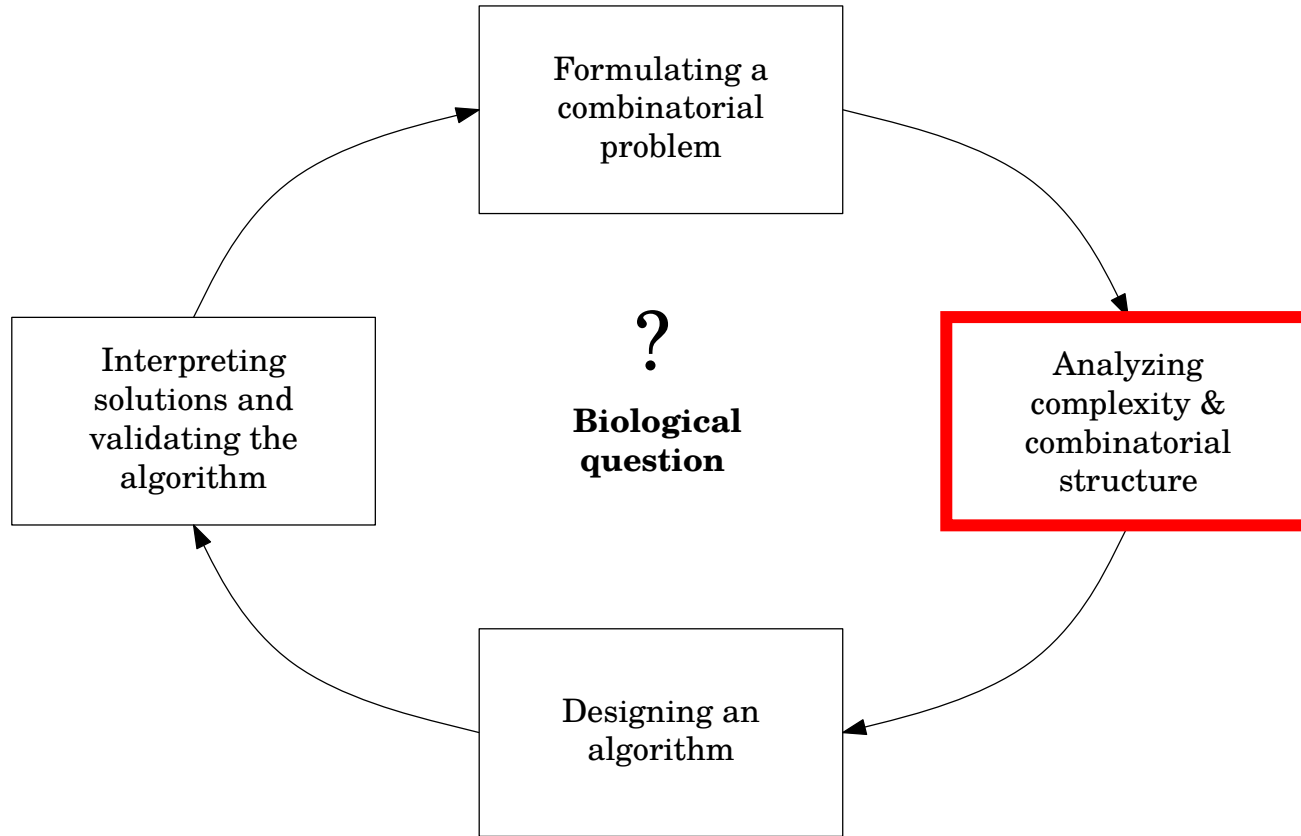 Formulating a
combinatorial
problem
Interpreting
solutions and
validating the
algorithm
?
Biological
question
Analyzing
complexity &
combinatorial
structure
Designing an
algorithm